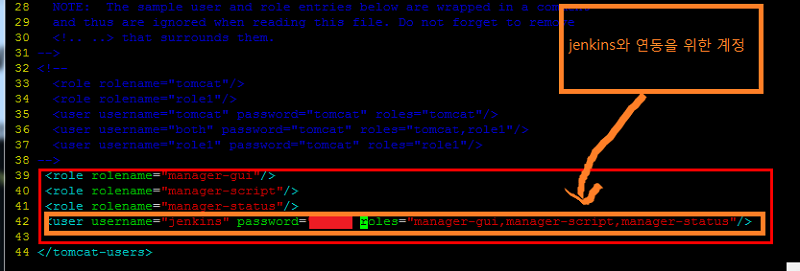 28 NOTE: The sample user and role entries below are wrapped in a comment
29 and thus are ignored when reading this file. Do not forget to remove
30 <!.. ..> that surrounds them.
31 -->
32 <!--
33 <role rolename="tomcat"/>
34 <role rolename="role1"/>
35 <user username="tomcat" password="tomcat" roles="tomcat"/>
36 <user username="both" password="tomcat" roles="tomcat,role1"/>
37 <user username="role1" password="tomcat" roles="role1"/>
38 -->
39 <role rolename="manager-gui"/>
40 <role rolename="manager-script"/>
41 <role rolename="manager-status"/>
42 <user username="jenkins" password= roles="manager-gui,manager-script,manager-status"/>
43
44 </tomcat-users>
jenkins와 연동을 위한 계정